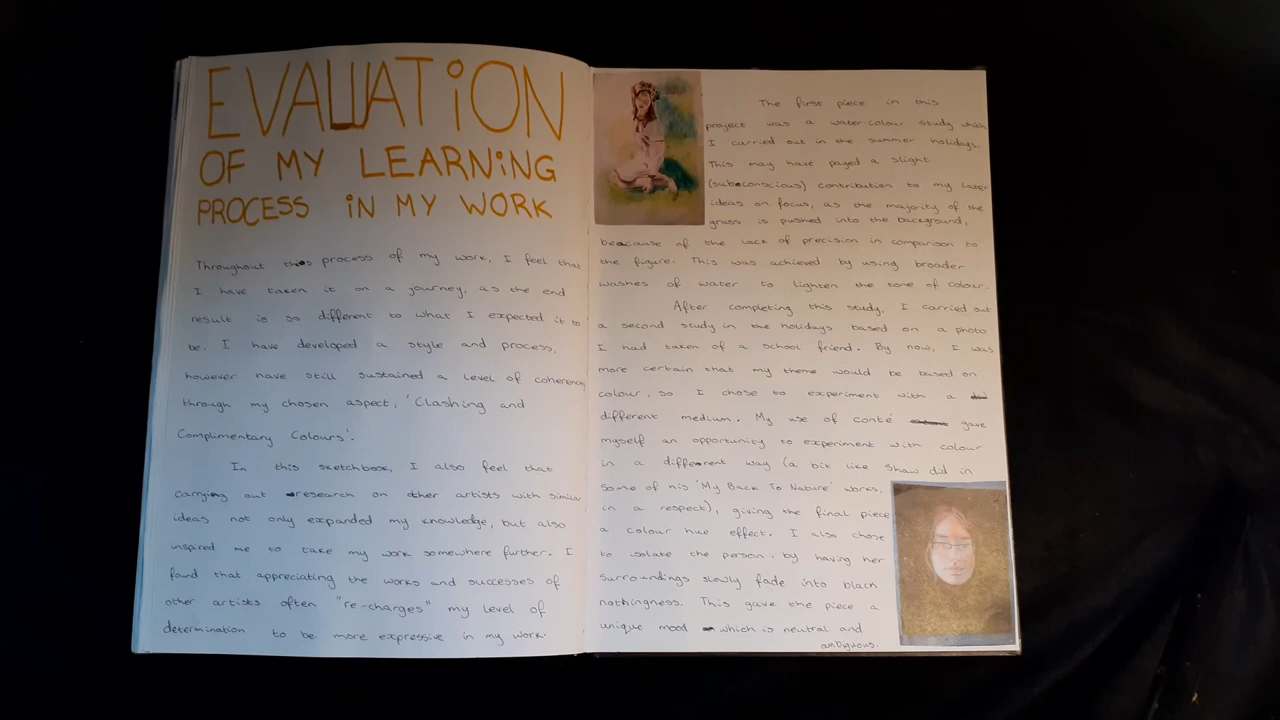 EVALUATiON
OF MY LEARNiNG
PROCESS iN MY WORK
Throughout this process of my work, I feel that
I have taken it on a journey, as the end
result is so different to what I expected it to
be. I have developed a style and process,
however have still sustained a level of coherency
through my chosen aspect, 'Clashing and
Complimentary Colours'.
In this sketchbook, I also feel that
carrying out research on other artists with similar
ideas not only expanded my knowledge, but also
inspired me to take my work somewhere further. I
found that appreciating the works and successes of
other artists often "re-charges" my level of
determination to be more expressive in my work.
The first piece in this
project was a water-colour study which
I carried out in the summer holidays.
This may have payed a slight
(subconscious) contribution to my later
ideas on focus, as the majority of the
grass is pushed into the background,
beacause of the lack of precision in comparison to
the figure. This was achieved by using broader
washes of water to lighten the tone of colour.
After completing this study, I carried out
a second study in the holidays based on a photo
I had taken of a school friend. By now, I was
more certain that my theme would be based on
colour, so I chose to experiment with a
different medium. My use of conté gave
myself an opportunity to experiment with colour
in a different way (a bit like Shaw did in
some of his 'My Back To Nature' works,
in a respect), giving the final piece
a colour hue effect. I also chose
to isolate the person, by having her
surroundings slowly fade into black
nothingness. This gave the piece a
unique mood which is neutral and
ambiguous.